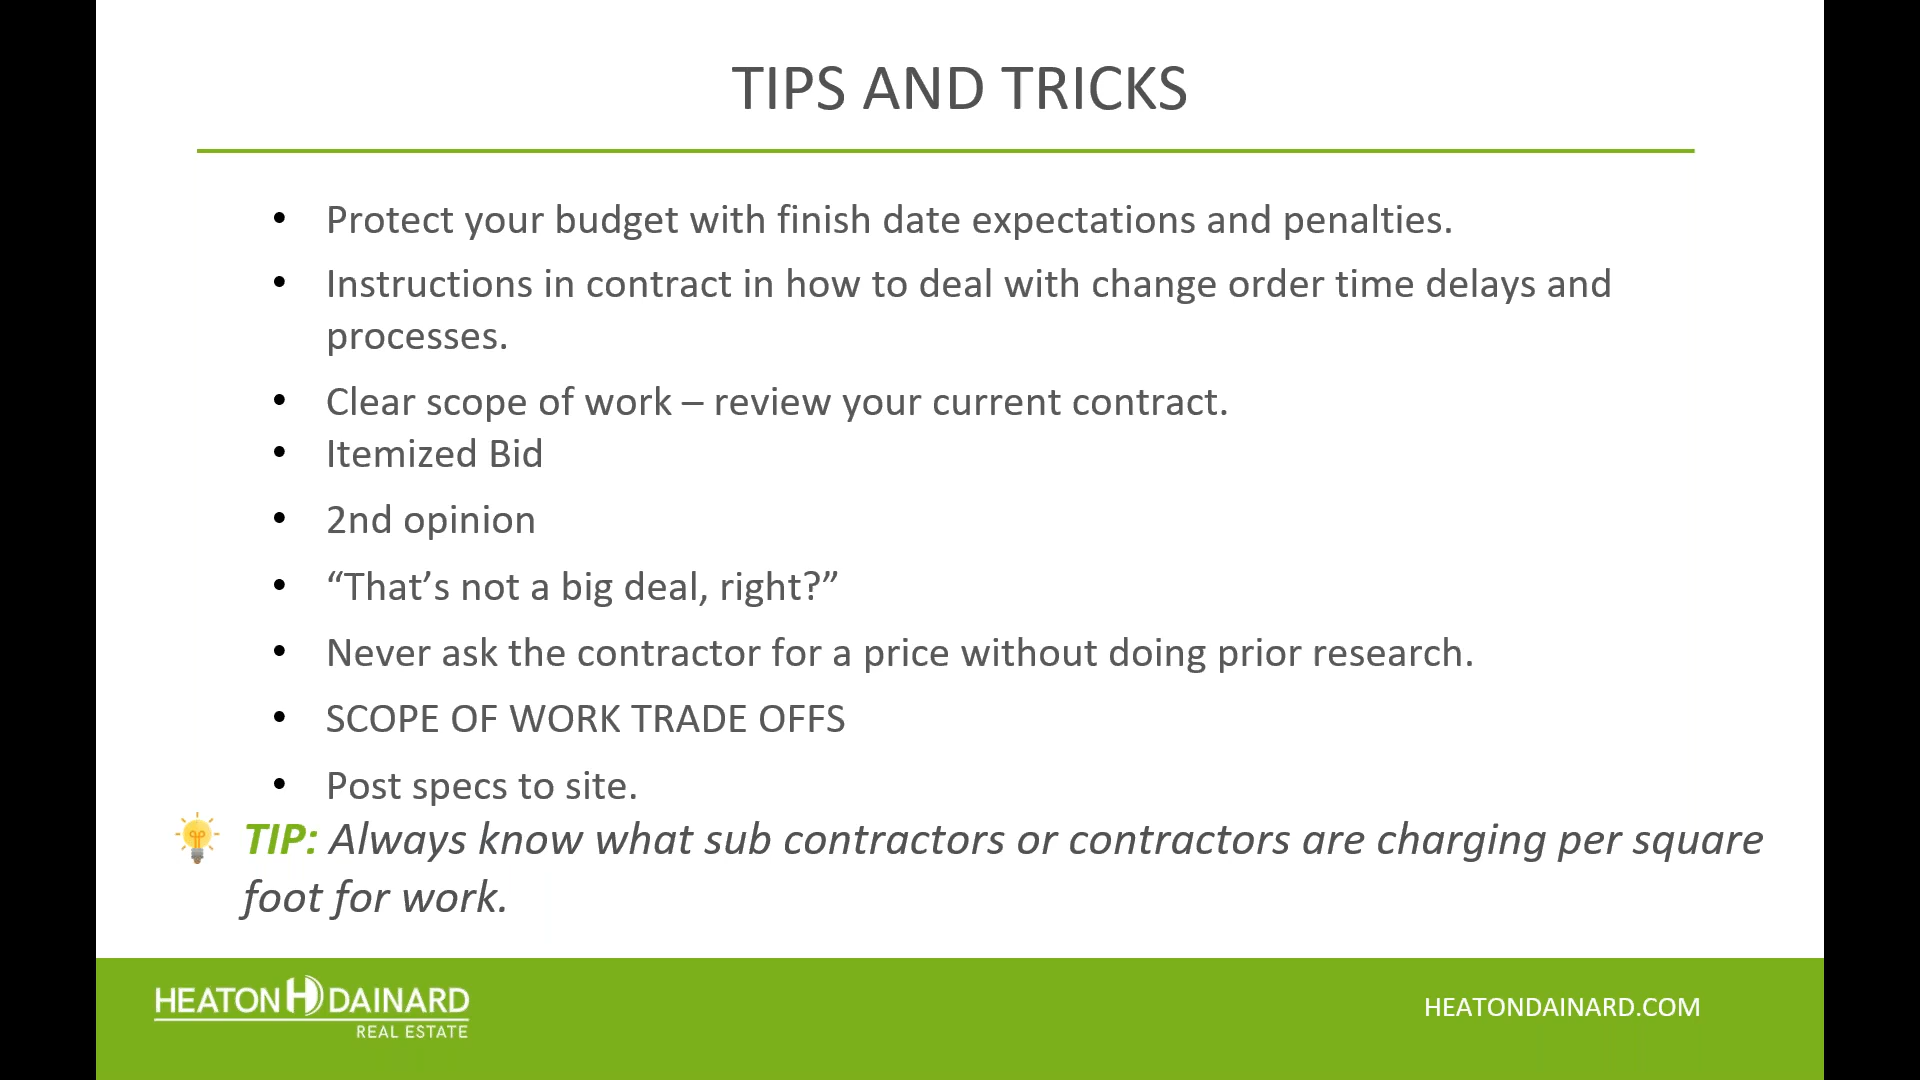 TIPS AND TRICKS
• Protect your budget with finish date expectations and penalties.
• Instructions in contract in how to deal with change order time delays and
processes.
• Clear scope of work – review your current contract.
• Itemized Bid
• 2nd opinion
• “That’s not a big deal, right?”
• Never ask the contractor for a price without doing prior research.
• SCOPE OF WORK TRADE OFFS
• Post specs to site.
TIP: Always know what sub contractors or contractors are charging per square
foot for work.
HEATON HD DAINARD
REAL ESTATE
HEATONDAINARD.COM